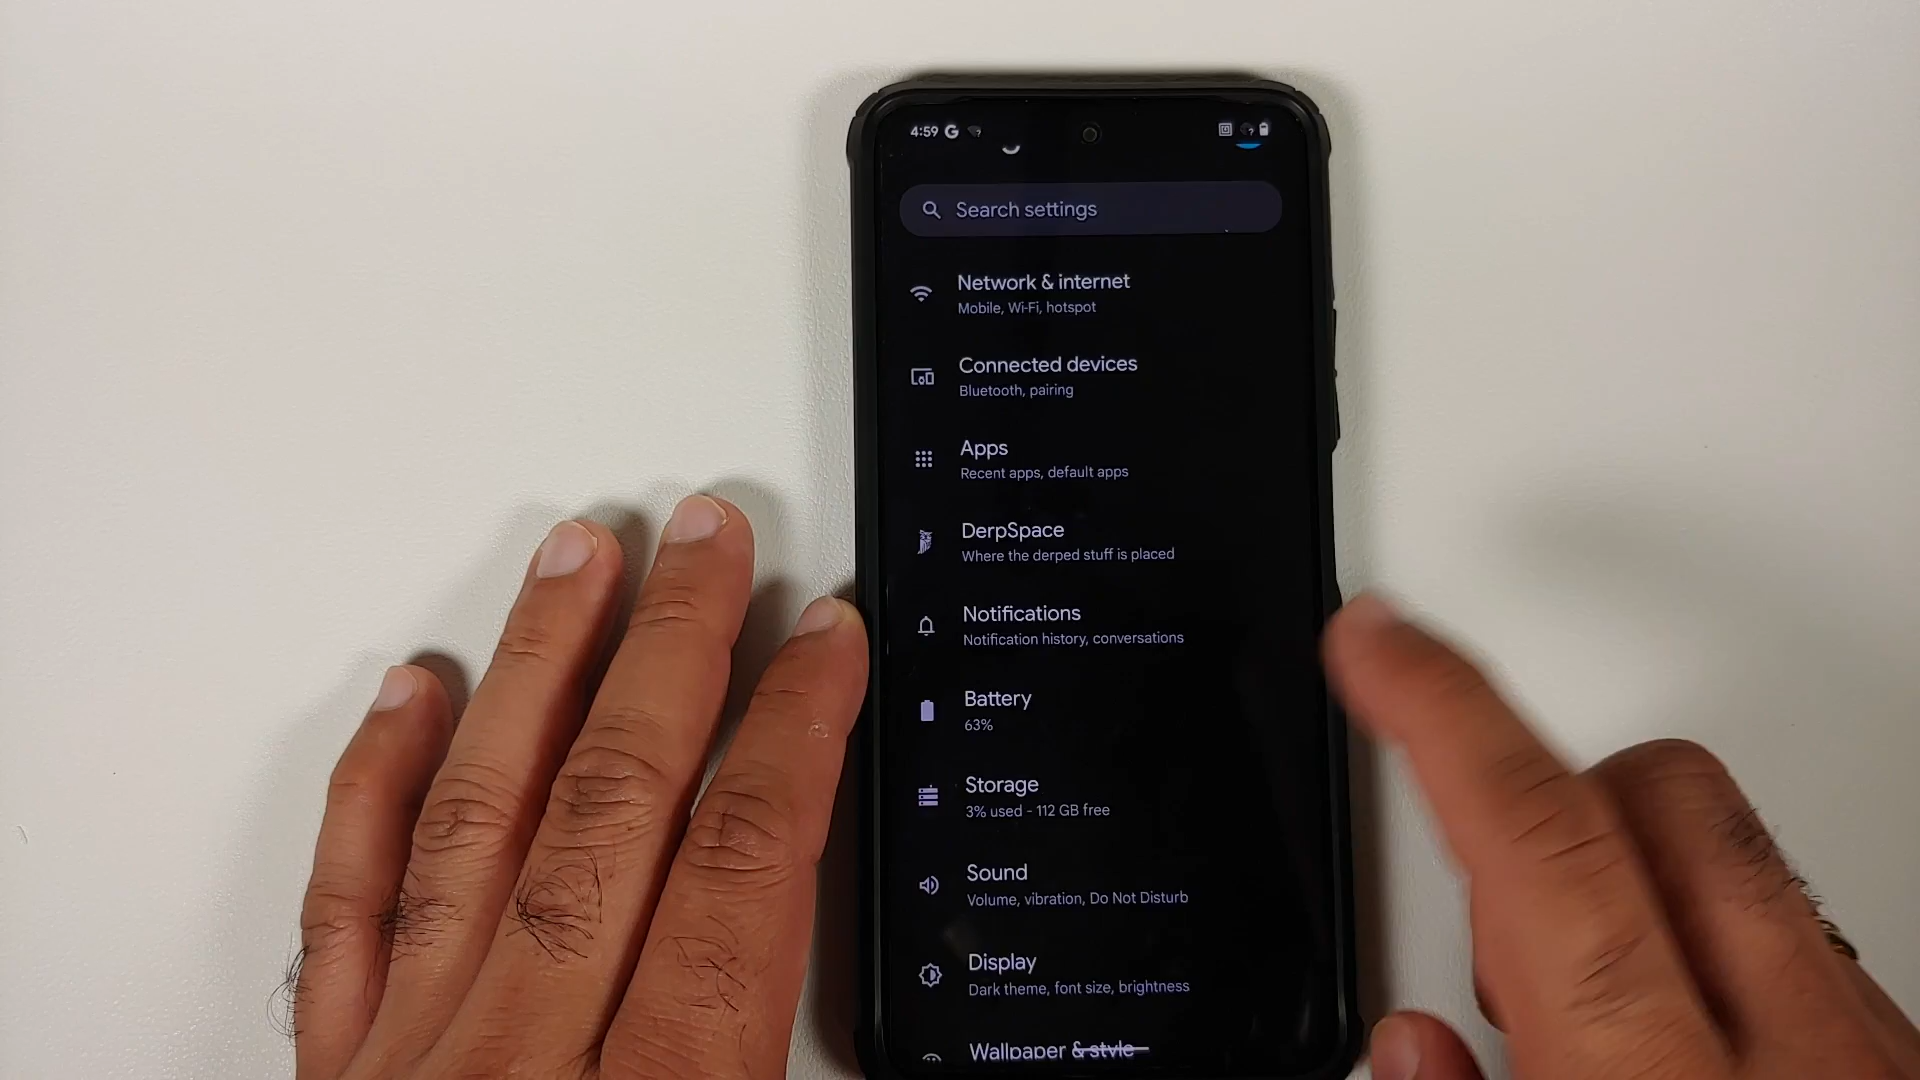 4:59 G
Search settings
Network & internet
Mobile, Wi-Fi, hotspot
Connected devices
Bluetooth, pairing
Apps
Recent apps, default apps
DerpSpace
Where the derped stuff is placed
Notifications
Notification history, conversations
Battery
63%
Storage
3% used - 112 GB free
Sound
Volume, vibration, Do Not Disturb
Display
Dark theme, font size, brightness
Wallpaper & style